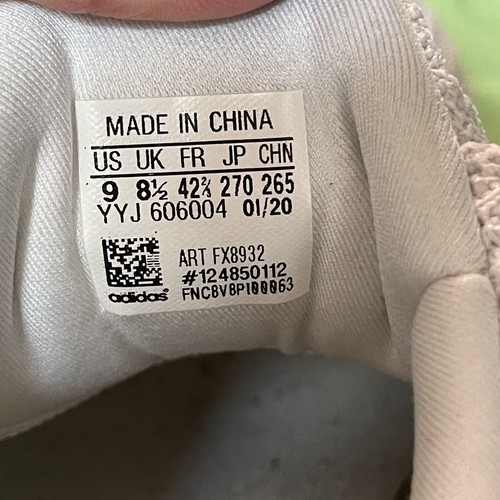 MADE IN CHINA
US UK FR JP CHN
9 8½ 42⅔ 270 265
YYJ 606004 01/20
ART FX8932
#124850112
adidas FNC8V8PI00063